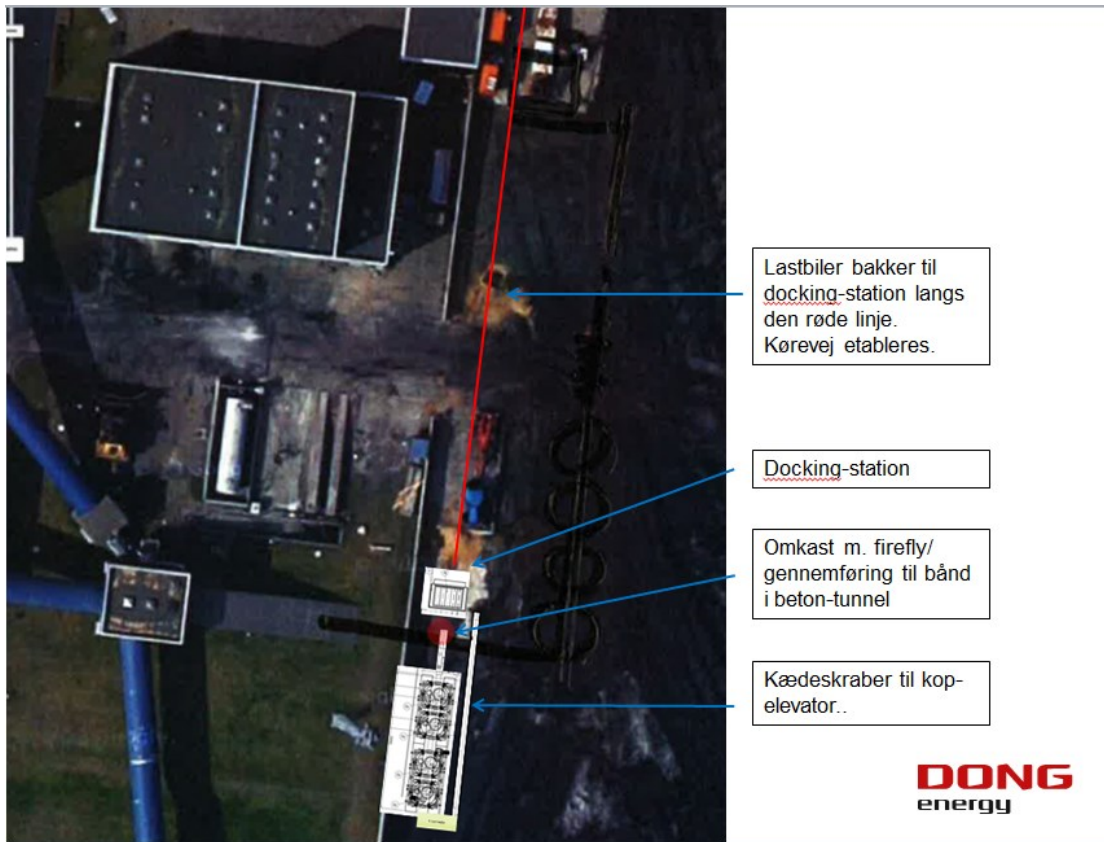 Lastbiler bakker til
docking-station langs
den røde linje.
Kørevej etableres.
Docking-station
Omkast m. firefly/
gennemføring til bånd
i beton-tunnel
Kædeskraber til kop-
elevator..
DONG
energy